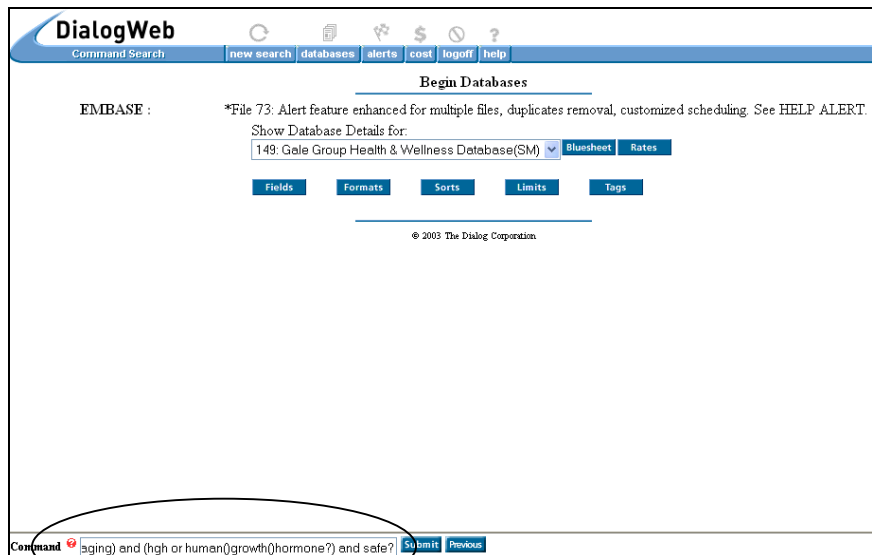 DialogWeb
$ ?
Command Search new search databases alerts cost logoff help
Begin Databases
EMBASE : *File 73: Alert feature enhanced for multiple files, duplicates removal, customized scheduling. See HELP ALERT.
Show Database Details for:
149: Gale Group Health & Wellness Database(SM) Bluesheet Rates
Fields Formats Sorts Limits Tags
© 2003 The Dialog Corporation
Command ? aging) and (hgh or human()growth()hormone?) and safe? Submit Previous